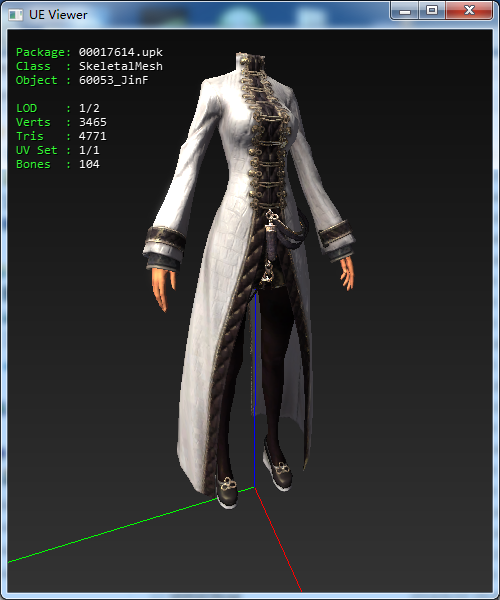 UE Viewer
Package: 00017614.upk
Class : SkeletalMesh
Object : 60053_JinF
LOD : 1/2
Verts : 3465
Tris : 4771
UV Set : 1/1
Bones : 104